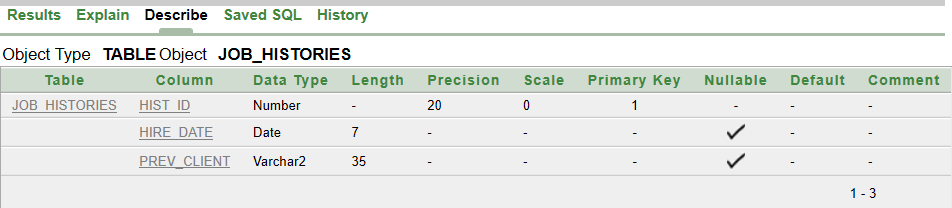 Results Explain Describe Saved SQL History
Object Type TABLE Object JOB_HISTORIES
Table Column Data Type Length Precision Scale Primary Key Nullable Default Comment
JOB_HISTORIES HIST_ID Number - 20 0 1 - - -
HIRE_DATE Date 7 - - - ✓ - -
PREV_CLIENT Varchar2 35 - - - ✓ - -
1 - 3